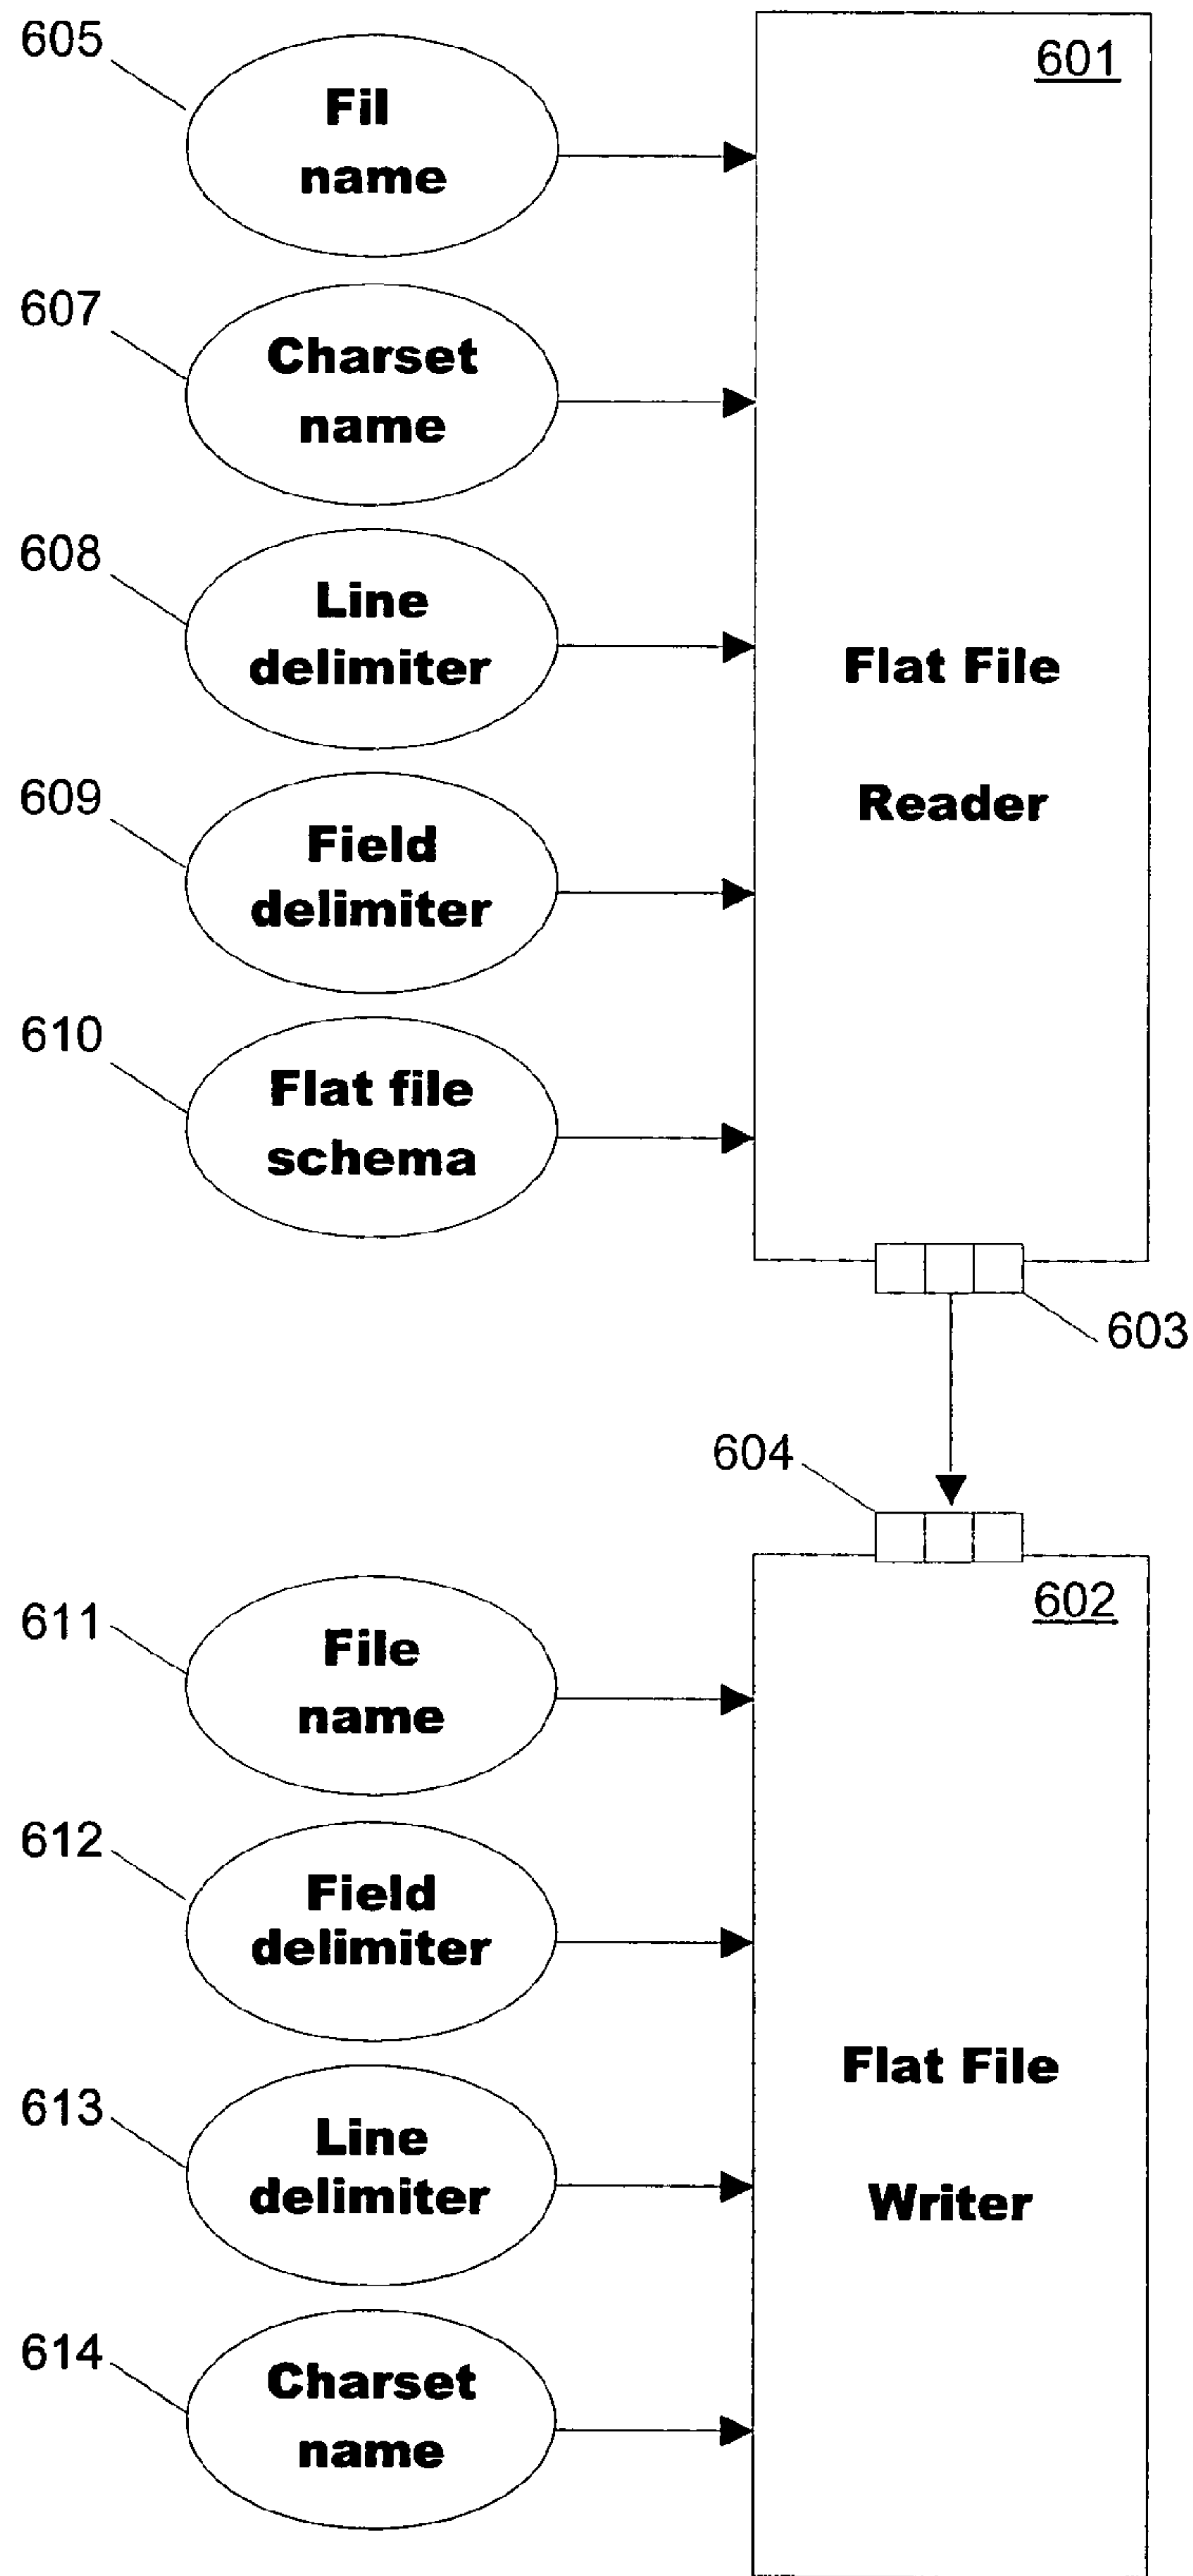 605
Fil
name
601
607
Charset
name
608
Line
delimiter
Flat File
Reader
609
Field
delimiter
610
Flat file
schema
603
604
602
611
File
name
612
Field
delimiter
Flat File
Writer
613
Line
delimiter
614
Charset
name